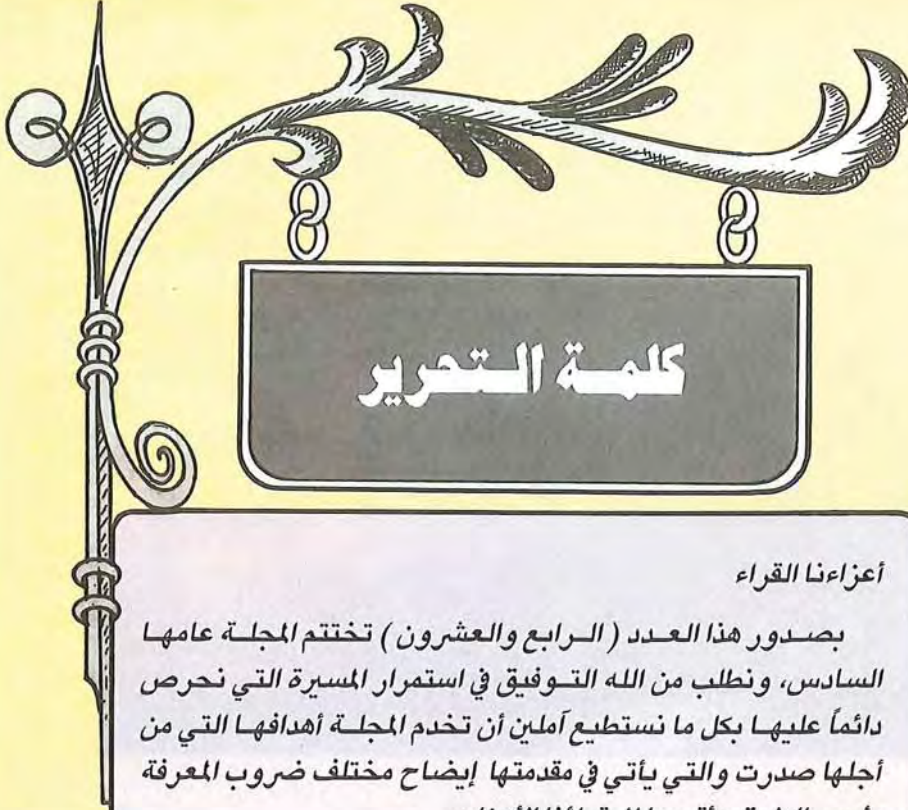 كلمة التحرير
أعزاءنا القراء
بصدور هذا العدد ( الرابع والعشرون ) تختتم المجلة عامها
السادس، ونطلب من الله التوفيق في استمرار المسيرة التي نحرص
دائماً عليها بكل ما نستطيع آملين أن تخدم المجلة أهدافها التي من
أجلها صدرت والتي يأتي في مقدمتها إيضاح مختلف ضروب المعرفة